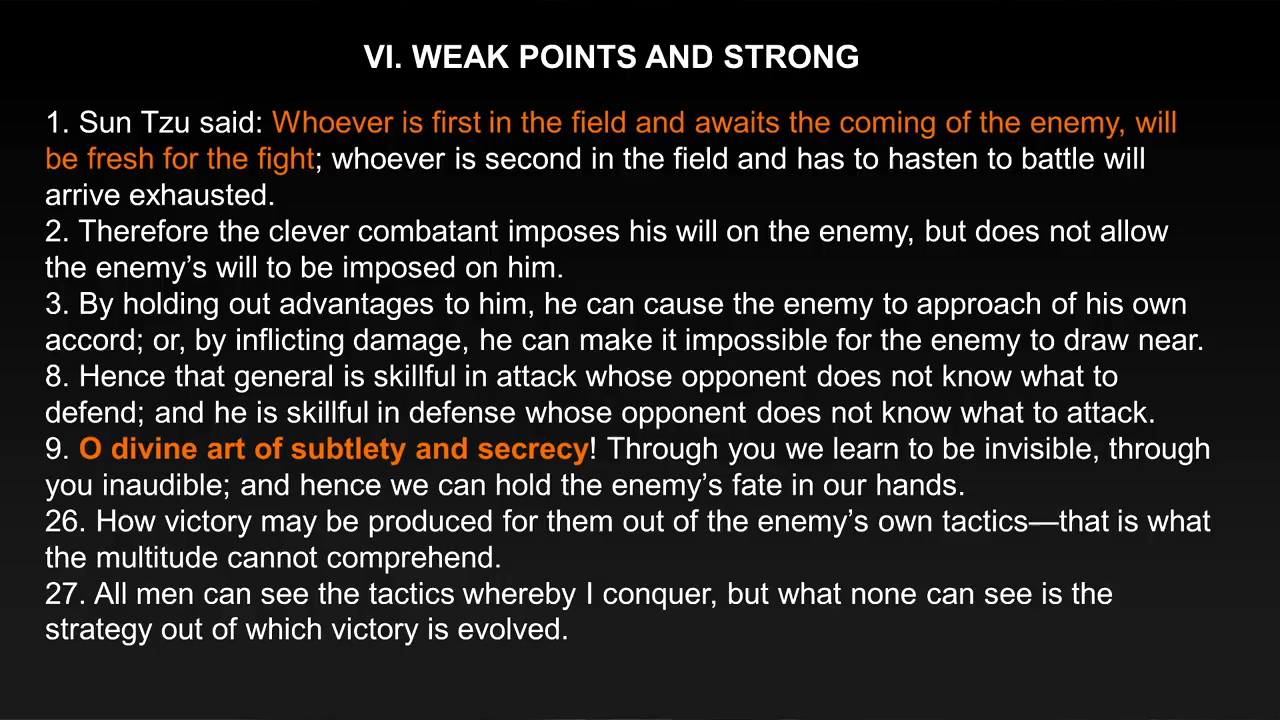 VI. WEAK POINTS AND STRONG
1. Sun Tzu said: Whoever is first in the field and awaits the coming of the enemy, will
be fresh for the fight; whoever is second in the field and has to hasten to battle will
arrive exhausted.
2. Therefore the clever combatant imposes his will on the enemy, but does not allow
the enemy’s will to be imposed on him.
3. By holding out advantages to him, he can cause the enemy to approach of his own
accord; or, by inflicting damage, he can make it impossible for the enemy to draw near.
8. Hence that general is skillful in attack whose opponent does not know what to
defend; and he is skillful in defense whose opponent does not know what to attack.
9. O divine art of subtlety and secrecy! Through you we learn to be invisible, through
you inaudible; and hence we can hold the enemy’s fate in our hands.
26. How victory may be produced for them out of the enemy’s own tactics—that is what
the multitude cannot comprehend.
27. All men can see the tactics whereby I conquer, but what none can see is the
strategy out of which victory is evolved.